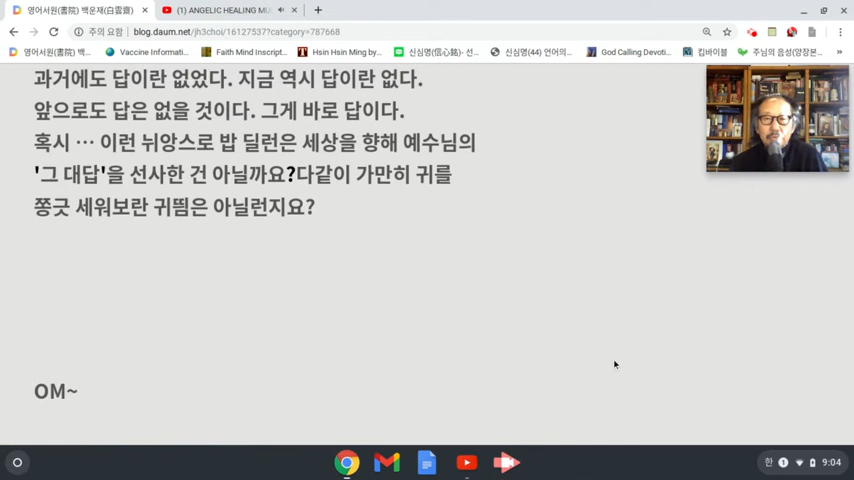 영어서원(書院) 백운재(白雲齋)
(1) ANGELIC HEALING MU
주의 요함
blog.daum.net/jh3choi/16127537?category=787668
영어서원(書院) 백...
Vaccine Informati...
Faith Mind Inscript...
Hsin Hsin Ming by...
신심명(信心銘)- 선...
신심명(44) 언어의...
God Calling Devoti...
킵바이블
주님의 음성(양장본...
과거에도 답이란 없었다. 지금 역시 답이란 없다.
앞으로도 답은 없을 것이다. 그게 바로 답이다.
혹시 … 이런 뉘앙스로 밥 딜런은 세상을 향해 예수님의
'그 대답'을 선사한 건 아닐까요?다같이 가만히 귀를
쫑긋 세워보란 귀띔은 아닐런지요?
OM~
한
1
9:04